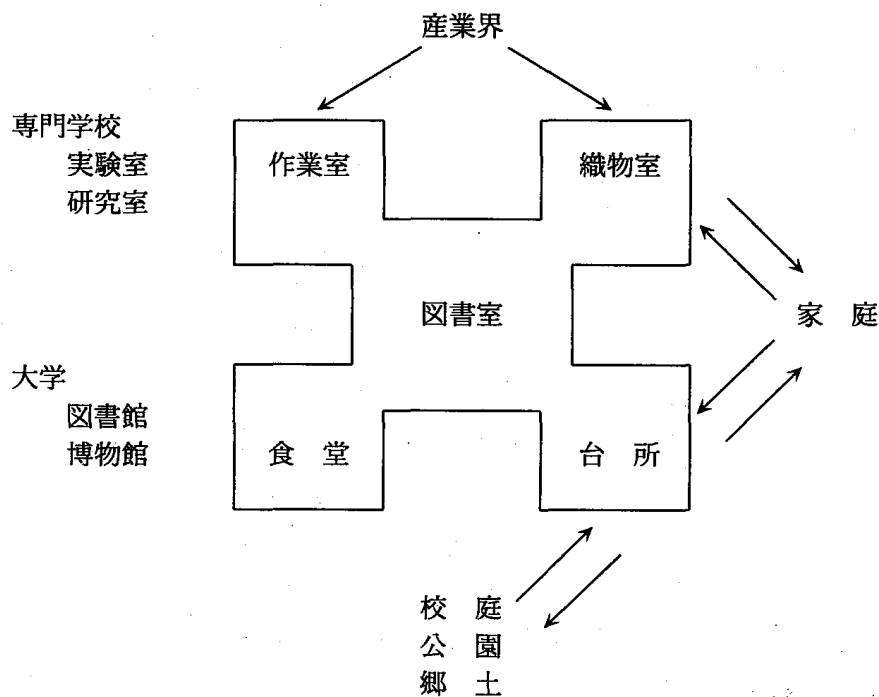 産業界
専門学校
実験室
研究室
作業室
織物室
図書室
家 庭
大学
図書館
博物館
食 堂
台 所
校 庭
公 園
郷 土